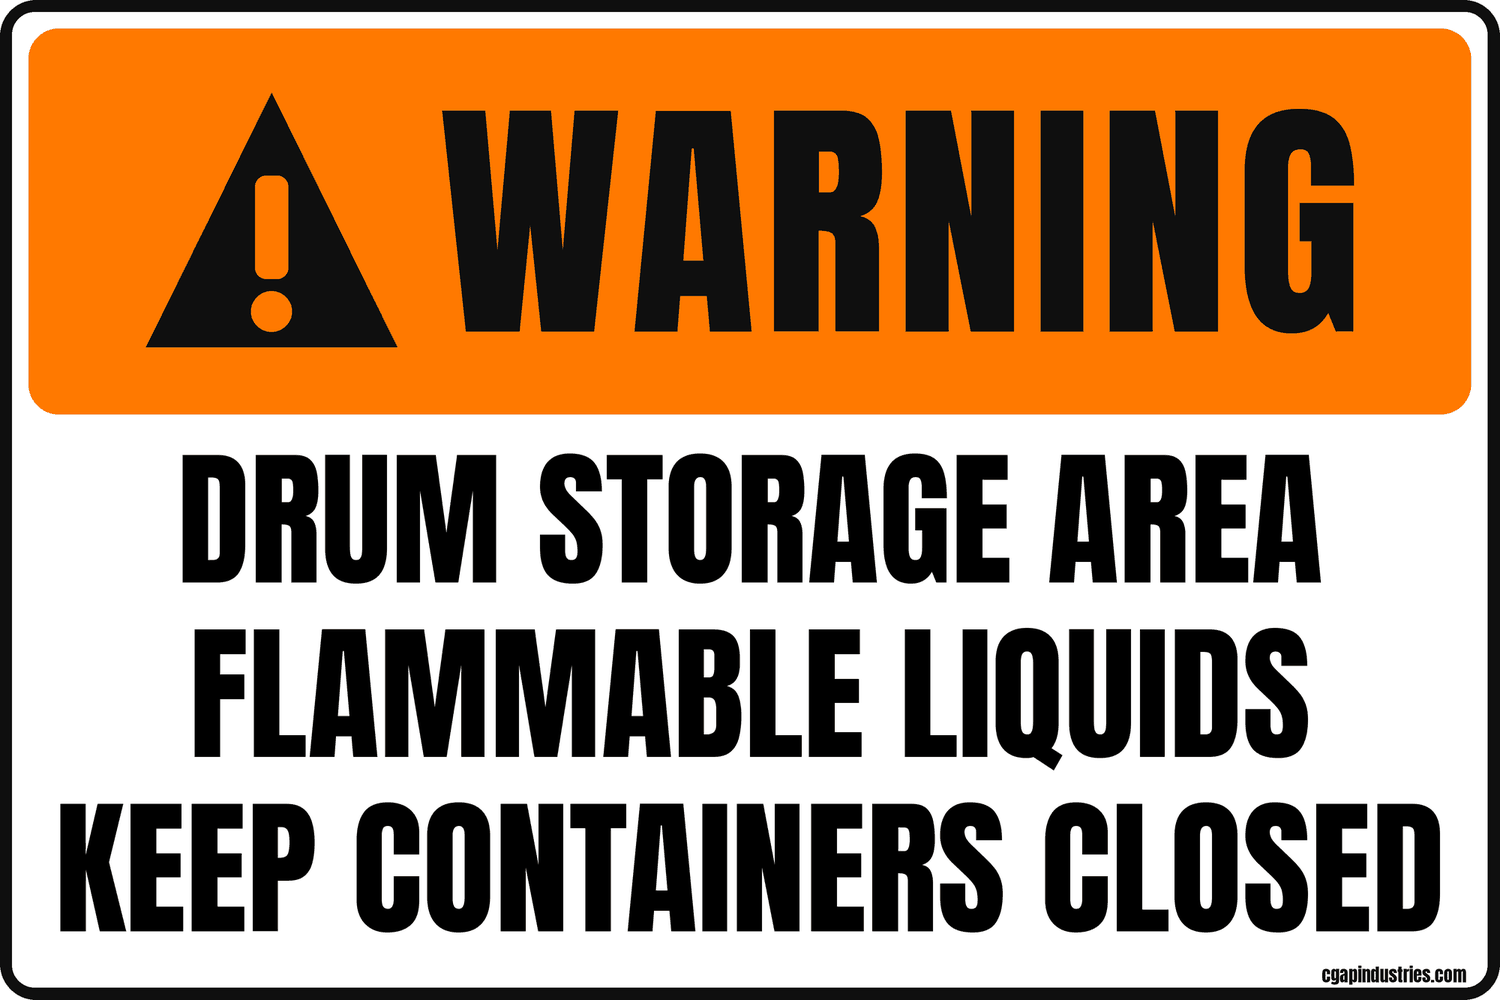 WARNING
DRUM STORAGE AREA
FLAMMABLE LIQUIDS
KEEP CONTAINERS CLOSED
cgapindustries.com